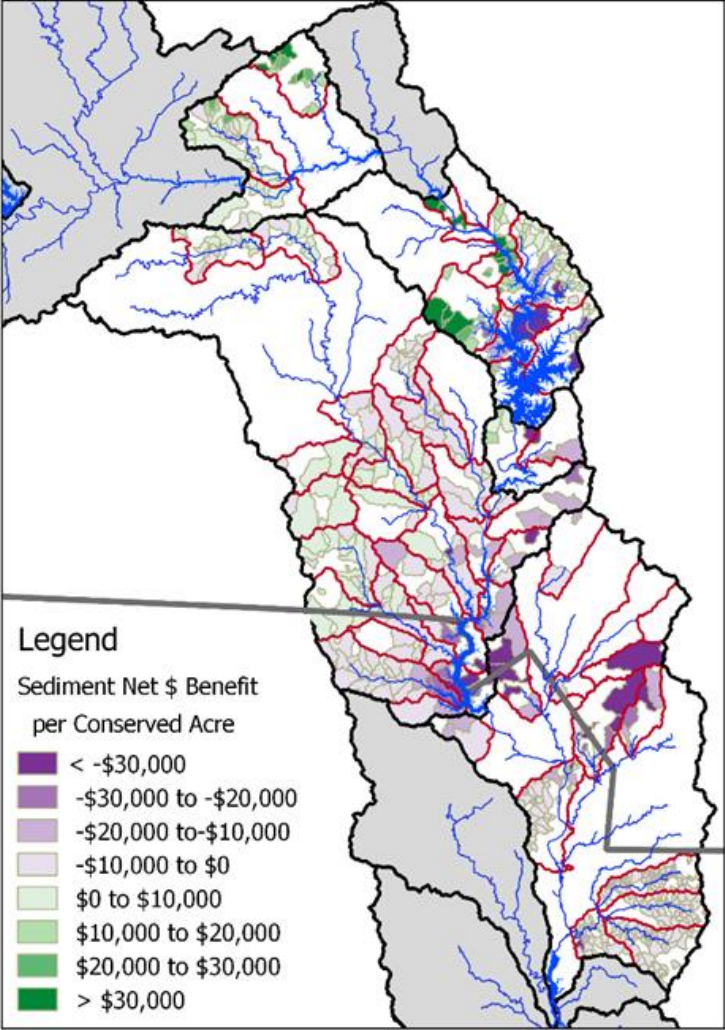 Legend
Sediment Net $ Benefit
per Conserved Acre
< -$30,000
-$30,000 to -$20,000
-$20,000 to-$10,000
-$10,000 to $0
$0 to $10,000
$10,000 to $20,000
$20,000 to $30,000
> $30,000